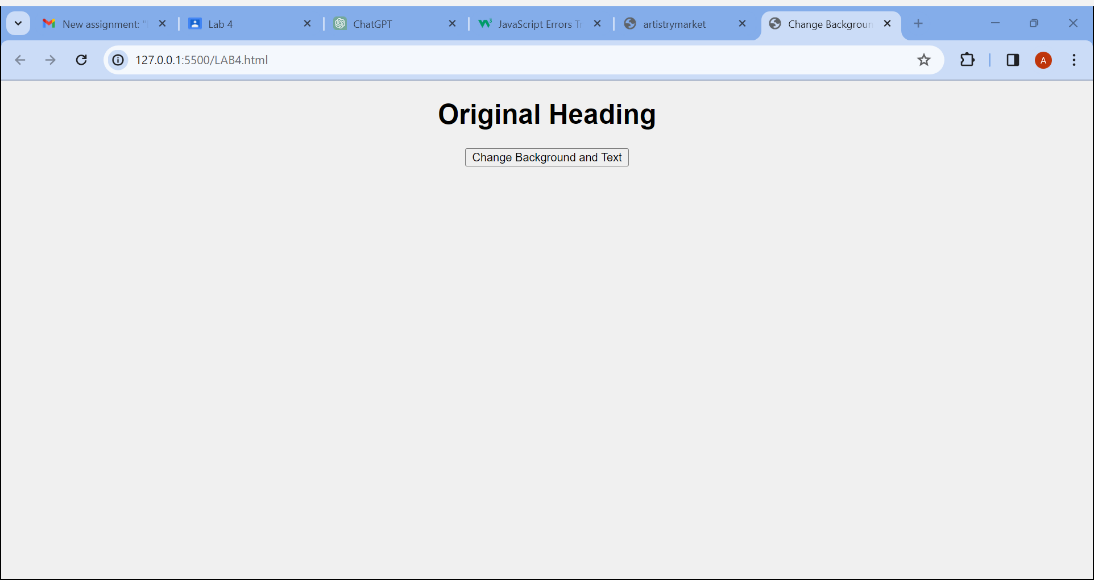 New assignment: "
Lab 4
ChatGPT
JavaScript Errors Tr
artistrymarket
Change Backgroun
127.0.0.1:5500/LAB4.html
A
Original Heading
Change Background and Text